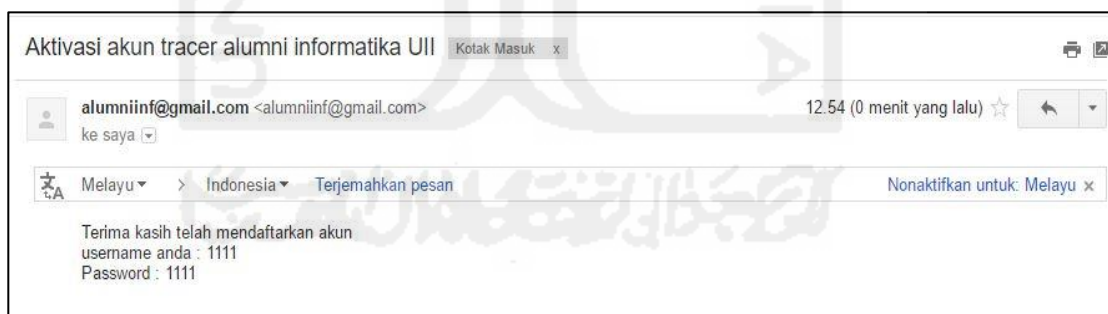 Aktivasi akun tracer alumni informatika UII Kotak Masuk x
alumniinf@gmail.com <alumniinf@gmail.com> 12.54 (0 menit yang lalu)
ke saya
Melayu > Indonesia Terjemahkan pesan Nonaktifkan untuk: Melayu x
Terima kasih telah mendaftarkan akun
username anda : 1111
Password : 1111